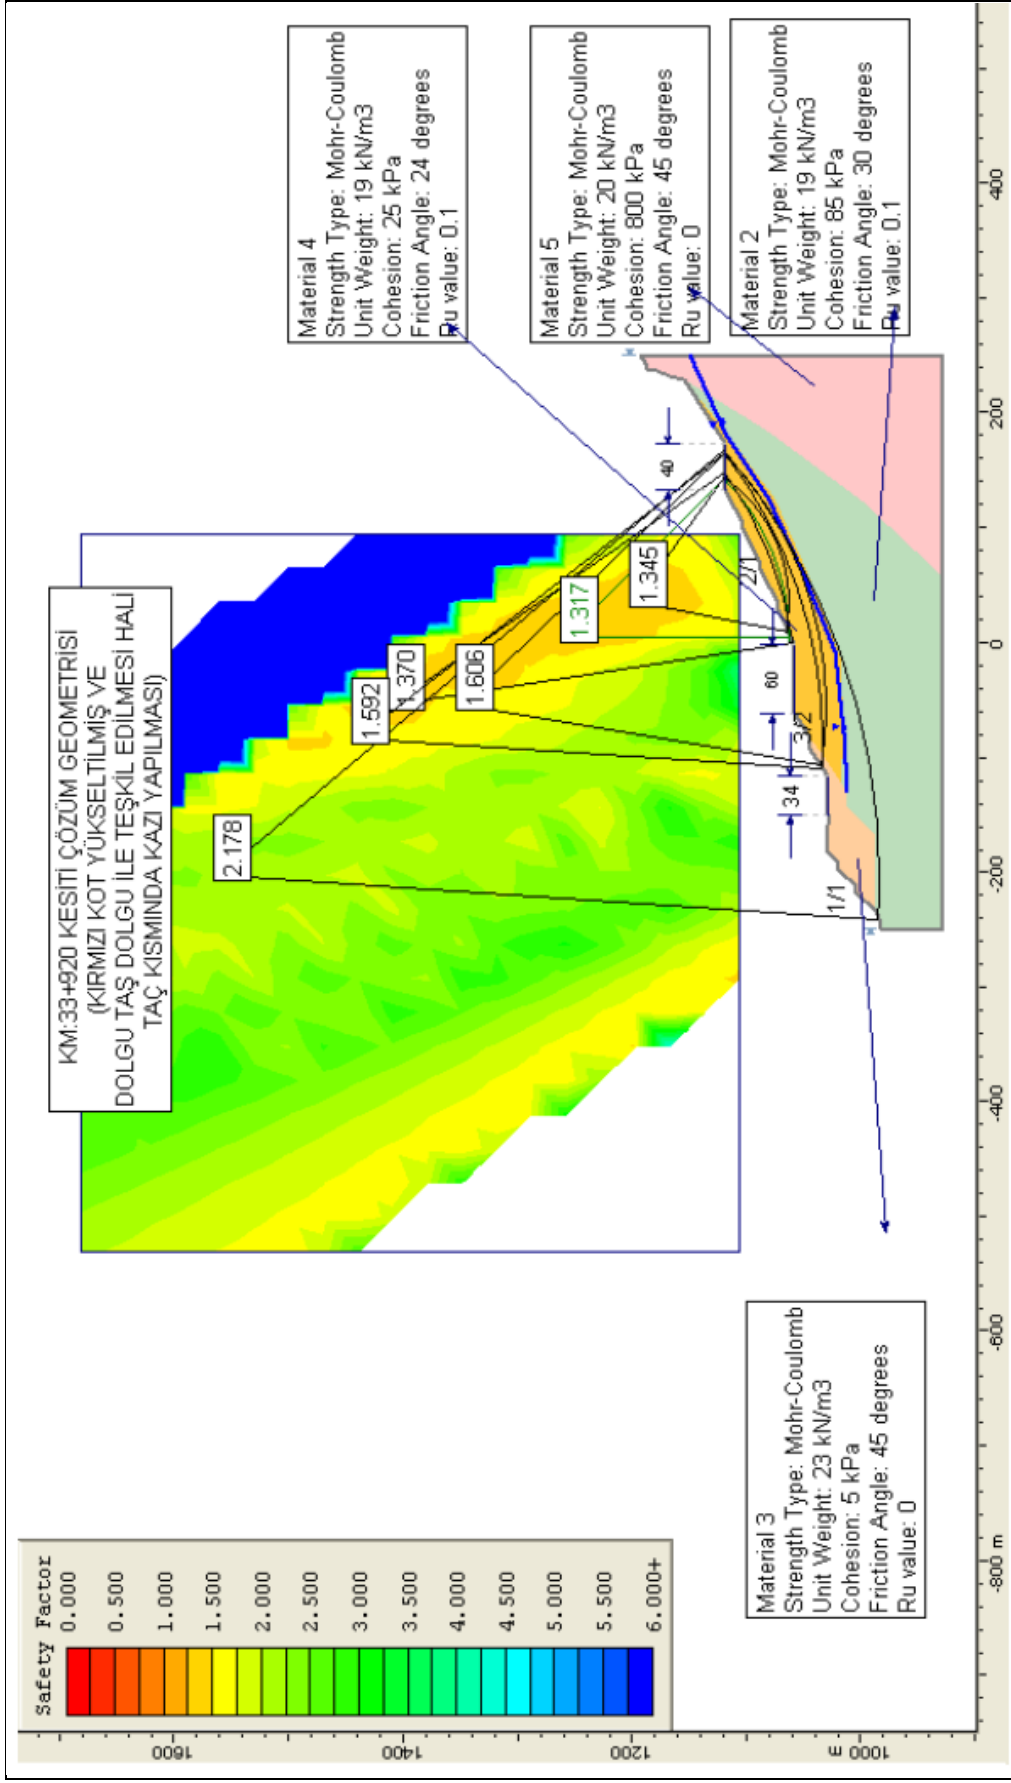 Safety Factor
0.000
0.500
1.000
1.500
2.000
2.500
3.000
3.500
4.000
4.500
5.000
5.500
6.000+
KM:33+920 KESİTİ ÇÖZÜM GEOMETRİSİ
(KIRMIZI KOT YÜKSELTİLMİŞ VE
DOLGU TAŞ DOLGU İLE TEŞKİL EDİLMESİ HALİ
TAÇ KISMINDA KAZI YAPILMASI)
Material 4
Strength Type: Mohr-Coulomb
Unit Weight: 19 kN/m3
Cohesion: 25 kPa
Friction Angle: 24 degrees
Ru value: 0.1
Material 5
Strength Type: Mohr-Coulomb
Unit Weight: 20 kN/m3
Cohesion: 800 kPa
Friction Angle: 45 degrees
Ru value: 0
Material 2
Strength Type: Mohr-Coulomb
Unit Weight: 19 kN/m3
Cohesion: 85 kPa
Friction Angle: 30 degrees
Ru value: 0.1
Material 3
Strength Type: Mohr-Coulomb
Unit Weight: 23 kN/m3
Cohesion: 5 kPa
Friction Angle: 45 degrees
Ru value: 0
2.178
1.592
1.370
1.606
1.317
1.345
40
2/1
60
3/2
34
1/1
1600
1400
1200
1000 m
-800 m
-600
-400
-200
0
200
400